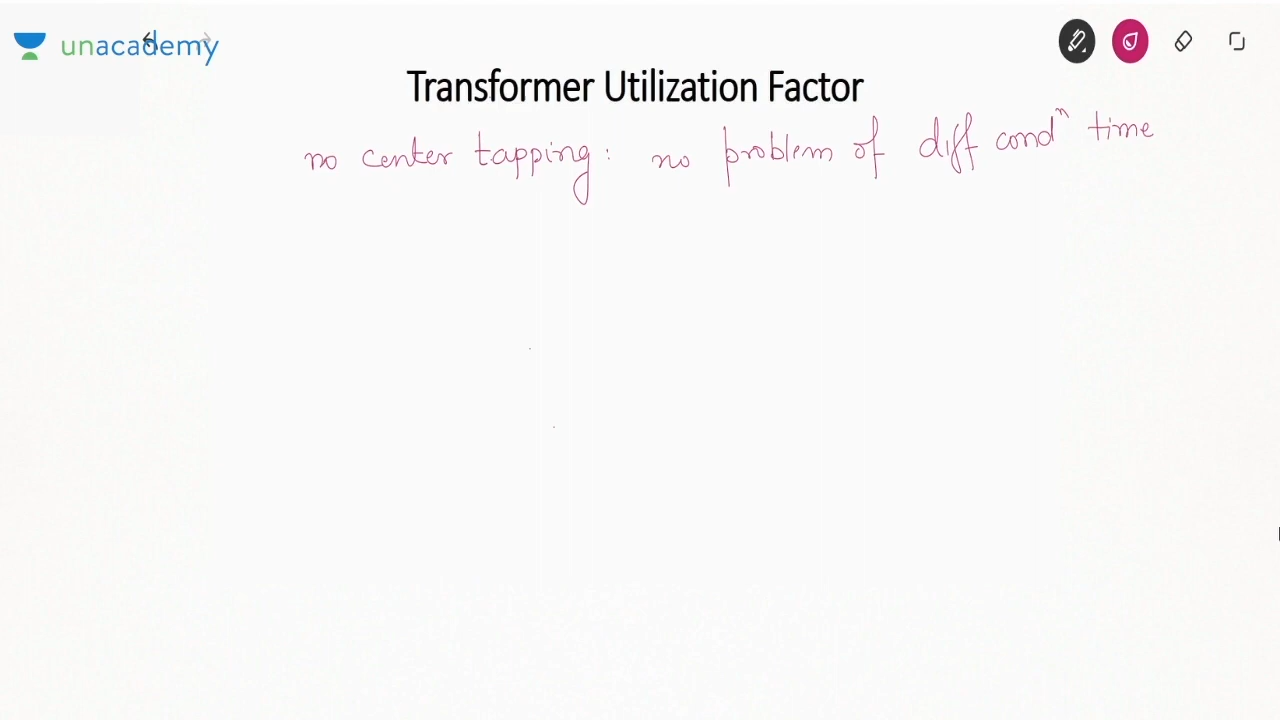 unacademy
Transformer Utilization Factor
no center tapping: no problem of diff condⁿ time